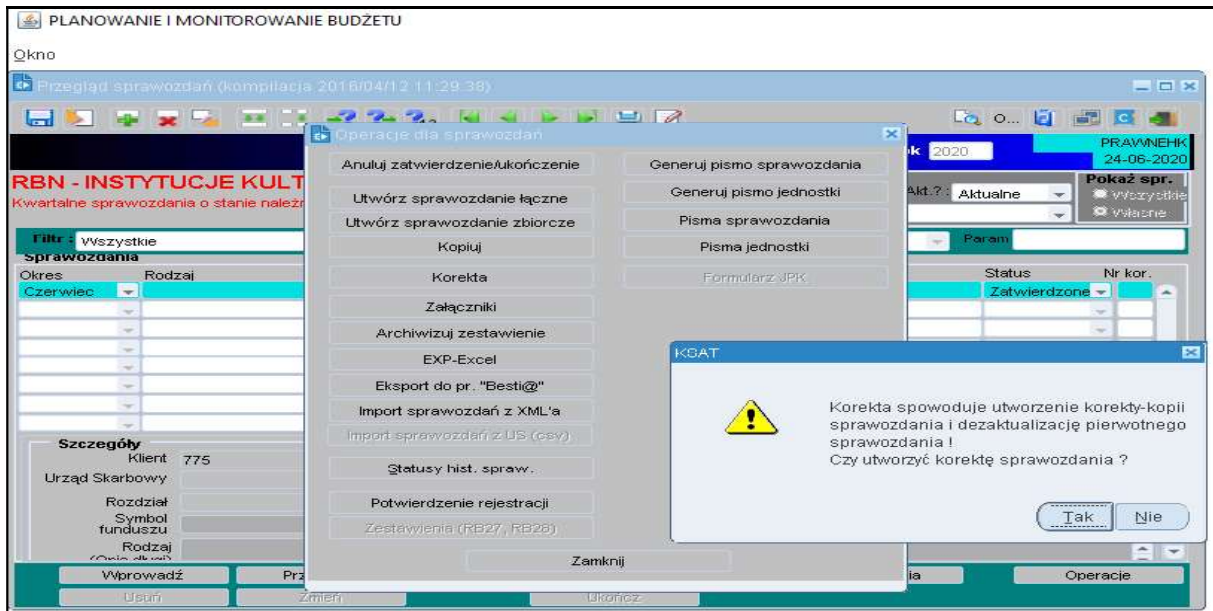 PLANOWANIE I MONITOROWANIE BUDŻETU
Okno
Przegląd sprawozdań (kompilacja 2016/04/12 11:29:38)
O...
Operacje dla sprawozdań
ok 2020
PRAWNEHK
24-06-2020
RBN - INSTYTUCJE KULT
Kwartalne sprawozdania o stanie należn
Akt.? : Aktualne
Pokaż spr.
Wszystkie
Własne
Filtr : Wszystkie
Param
Sprawozdania
Okres Rodzaj Status Nr kor.
Czerwiec Zatwierdzone
Anuluj zatwierdzenie/ukończenie
Utwórz sprawozdanie łączne
Utwórz sprawozdanie zbiorcze
Kopiuj
Korekta
Załączniki
Archiwizuj zestawienie
EXP-Excel
Eksport do pr. "Besti@"
Import sprawozdań z XML'a
Import sprawozdań z US (csv)
Statusy hist. spraw.
Potwierdzenie rejestracji
Zestawienia (RB27, RB28)
Generuj pismo sprawozdania
Generuj pismo jednostki
Pisma sprawozdania
Pisma jednostki
Formularz JPK
Zamknij
KSAT
Korekta spowoduje utworzenie korekty-kopii
sprawozdania i dezaktualizację pierwotnego
sprawozdania !
Czy utworzyć korektę sprawozdania ?
Tak Nie
Szczegóły
Klient 775
Urząd Skarbowy
Rozdział
Symbol
funduszu
Rodzaj
Wprowadź Prz ia Operacje
Usuń Zmień Ukończ